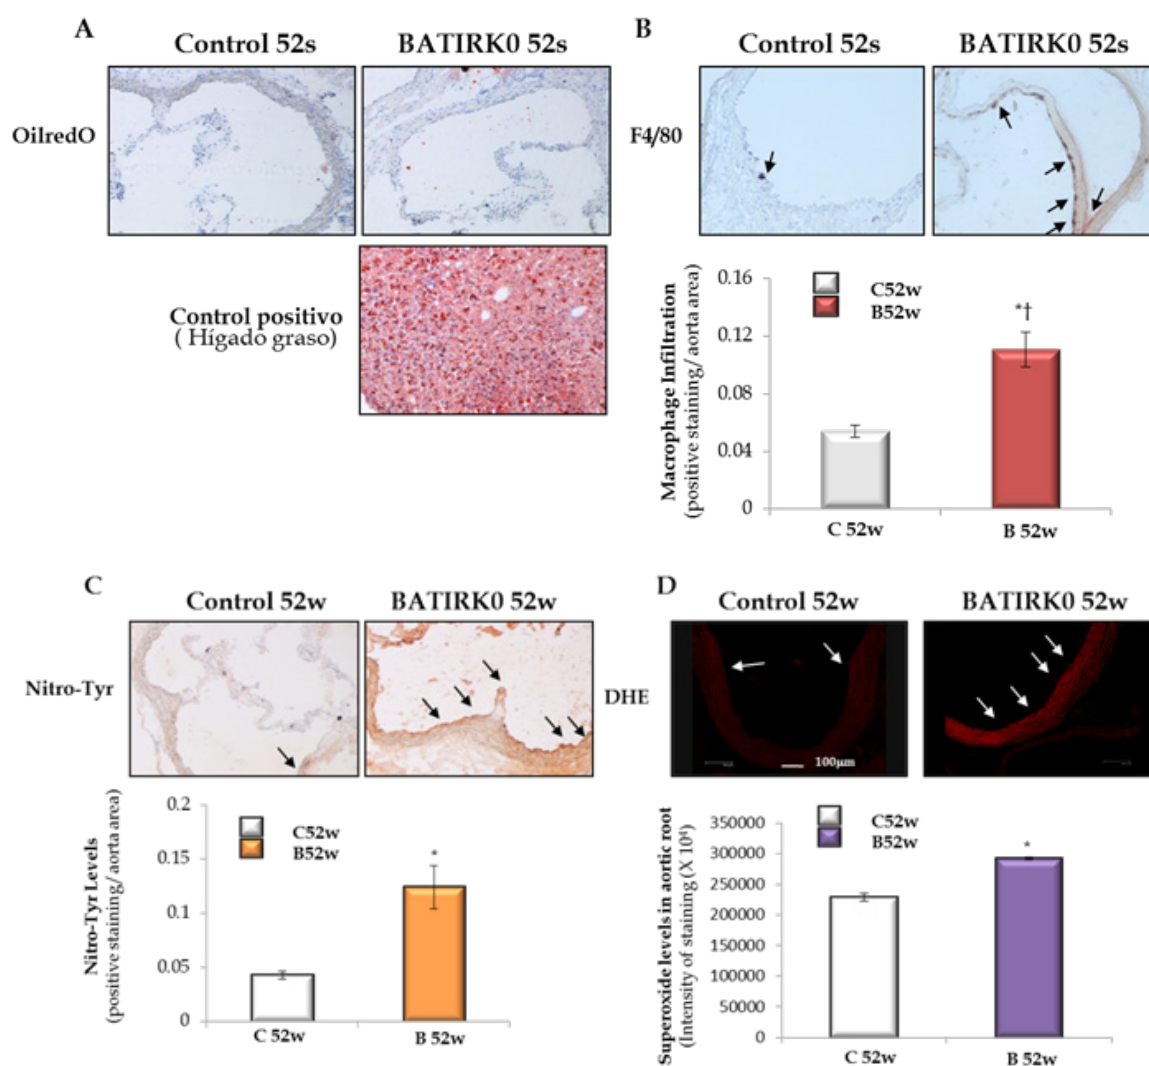 A
Control 52s
BATIRK0 52s
OilredO
Control positivo
( Hígado graso)
B
Control 52s
BATIRK0 52s
F4/80
Macrophage Infiltration
(positive staining/ aorta area)
0.16
0.12
0.08
0.04
0
C52w
B52w
*†
C 52w
B 52w
C
Control 52w
BATIRK0 52w
Nitro-Tyr
Nitro-Tyr Levels
(positive staining/ aorta area)
0.2
0.15
0.1
0.05
0
C52w
B52w
*
C 52w
B 52w
D
Control 52w
BATIRK0 52w
DHE
100µm
Superoxide levels in aortic root
(Intensity of staining (X 10⁴)
350000
300000
250000
200000
150000
100000
50000
0
C52w
B52w
*
C 52w
B 52w